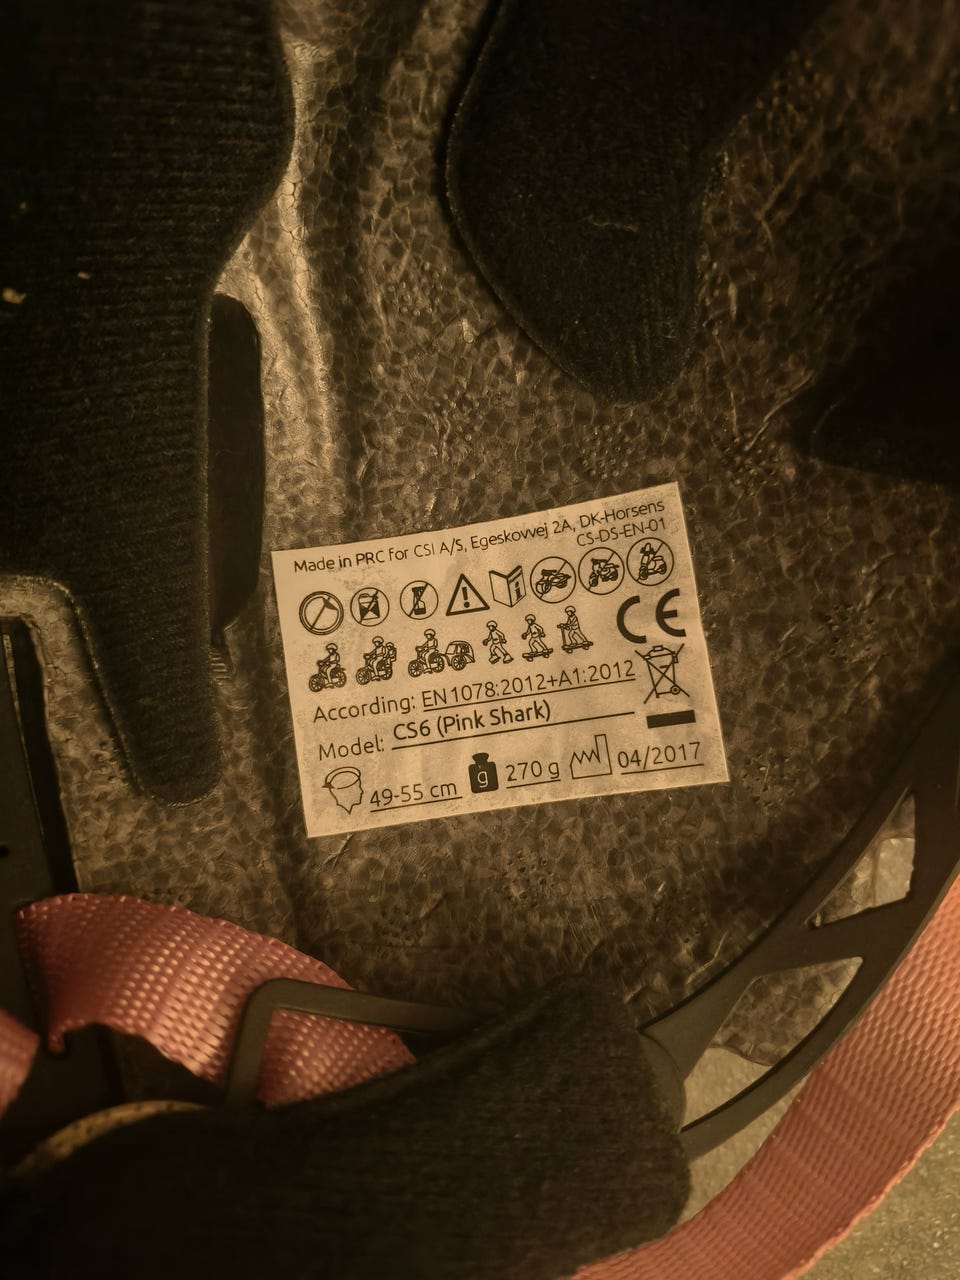 Made in PRC for CSI A/S, Egeskovvej 2A, DK-Horsens
CS-DS-EN-01
CE
According: EN1078:2012+A1:2012
Model: CS6 (Pink Shark)
49-55 cm g 270 g 04/2017